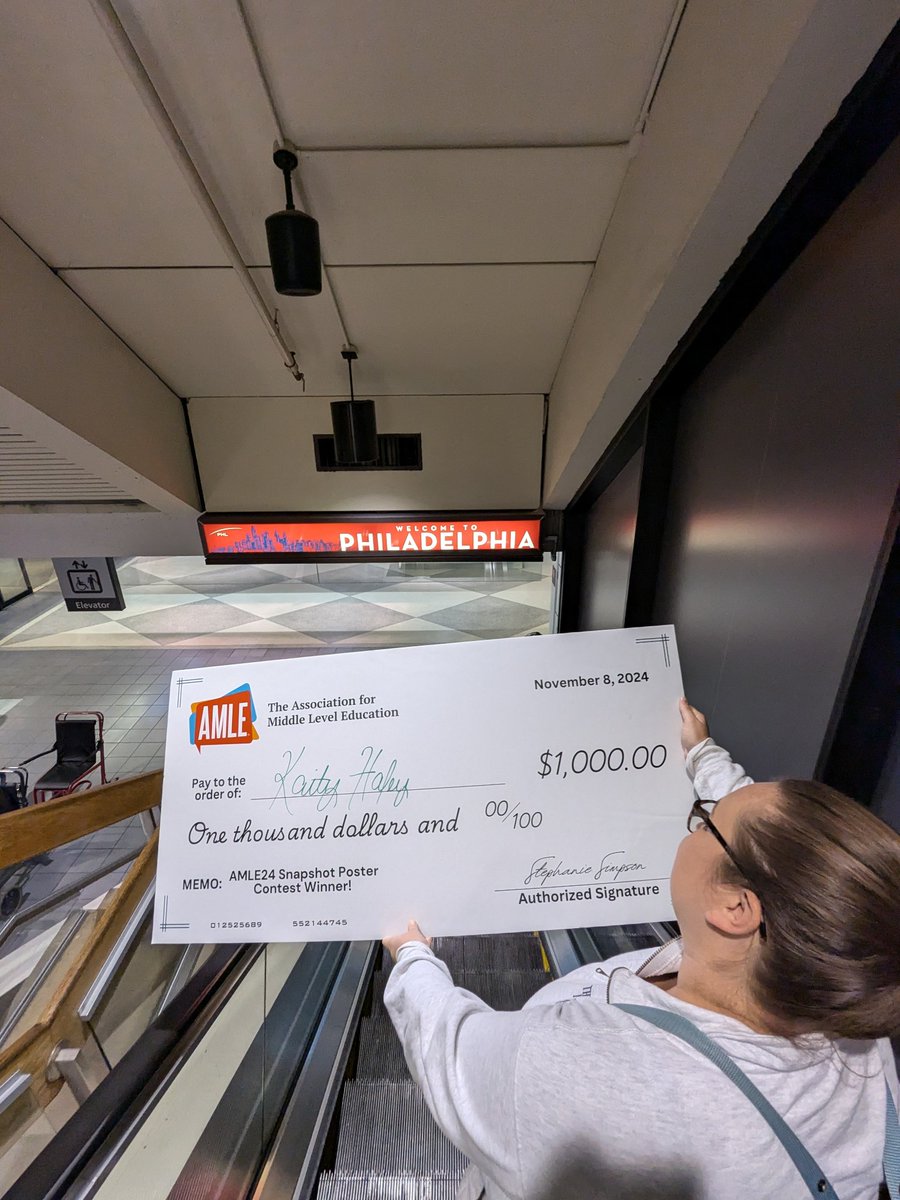 WELCOME TO
PHL
PHILADELPHIA
Elevator
November 8, 2024
AMLE
The Association for
Middle Level Education
Pay to the
order of:
Kaity Haley
$1,000.00
One thousand dollars and 00/100
MEMO:
AMLE24 Snapshot Poster
Contest Winner!
Stephanie Simpson
Authorized Signature
012525689 552144745